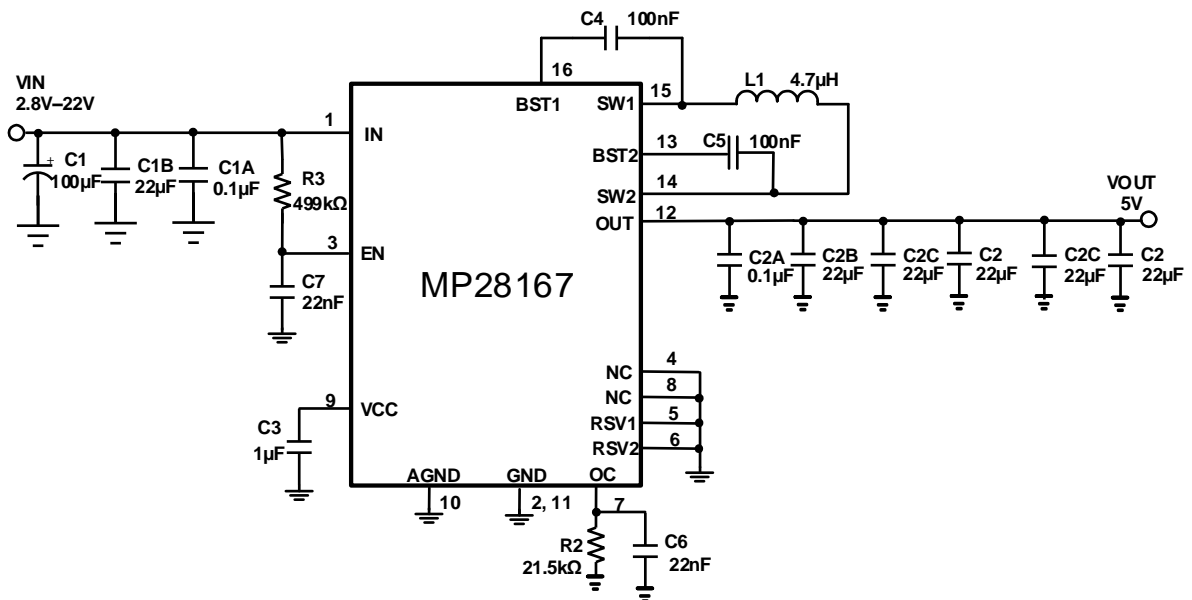 C4 100nF
16
BST1
VIN
2.8V–22V
1
IN
+
C1
100µF
C1B
22µF
C1A
0.1µF
R3
499kΩ
3
EN
C7
22nF
MP28167
SW1
15
L1 4.7µH
BST2
13
C5
100nF
SW2
14
OUT
12
VOUT
5V
C2A
0.1µF
C2B
22µF
C2C
22µF
C2
22µF
C2C
22µF
C2
22µF
NC
4
NC
8
RSV1
5
RSV2
6
9
VCC
C3
1µF
AGND
10
GND
2, 11
OC
7
R2
21.5kΩ
C6
22nF